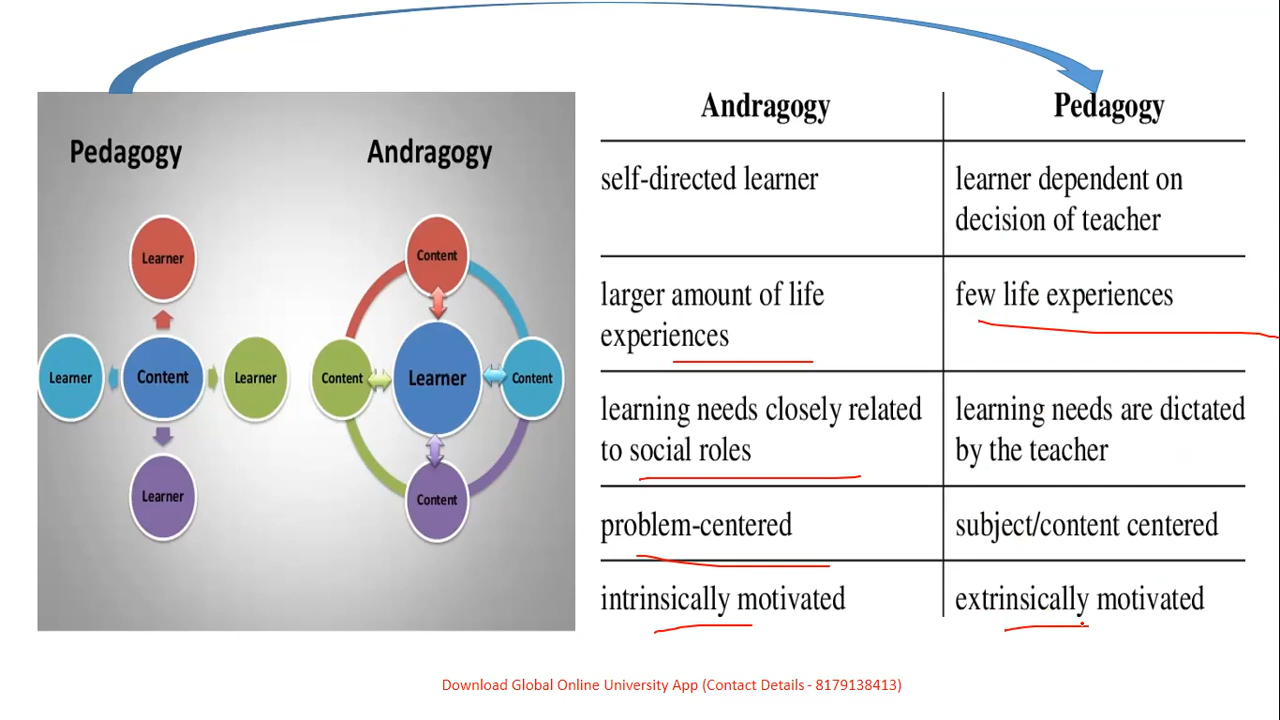 Pedagogy
Andragogy
Learner
Learner
Content
Learner
Learner
Content
Content
Learner
Content
Content
Andragogy
Pedagogy
self-directed learner
learner dependent on
decision of teacher
larger amount of life
experiences
few life experiences
learning needs closely related
to social roles
learning needs are dictated
by the teacher
problem-centered
subject/content centered
intrinsically motivated
extrinsically motivated
Download Global Online University App (Contact Details - 8179138413)